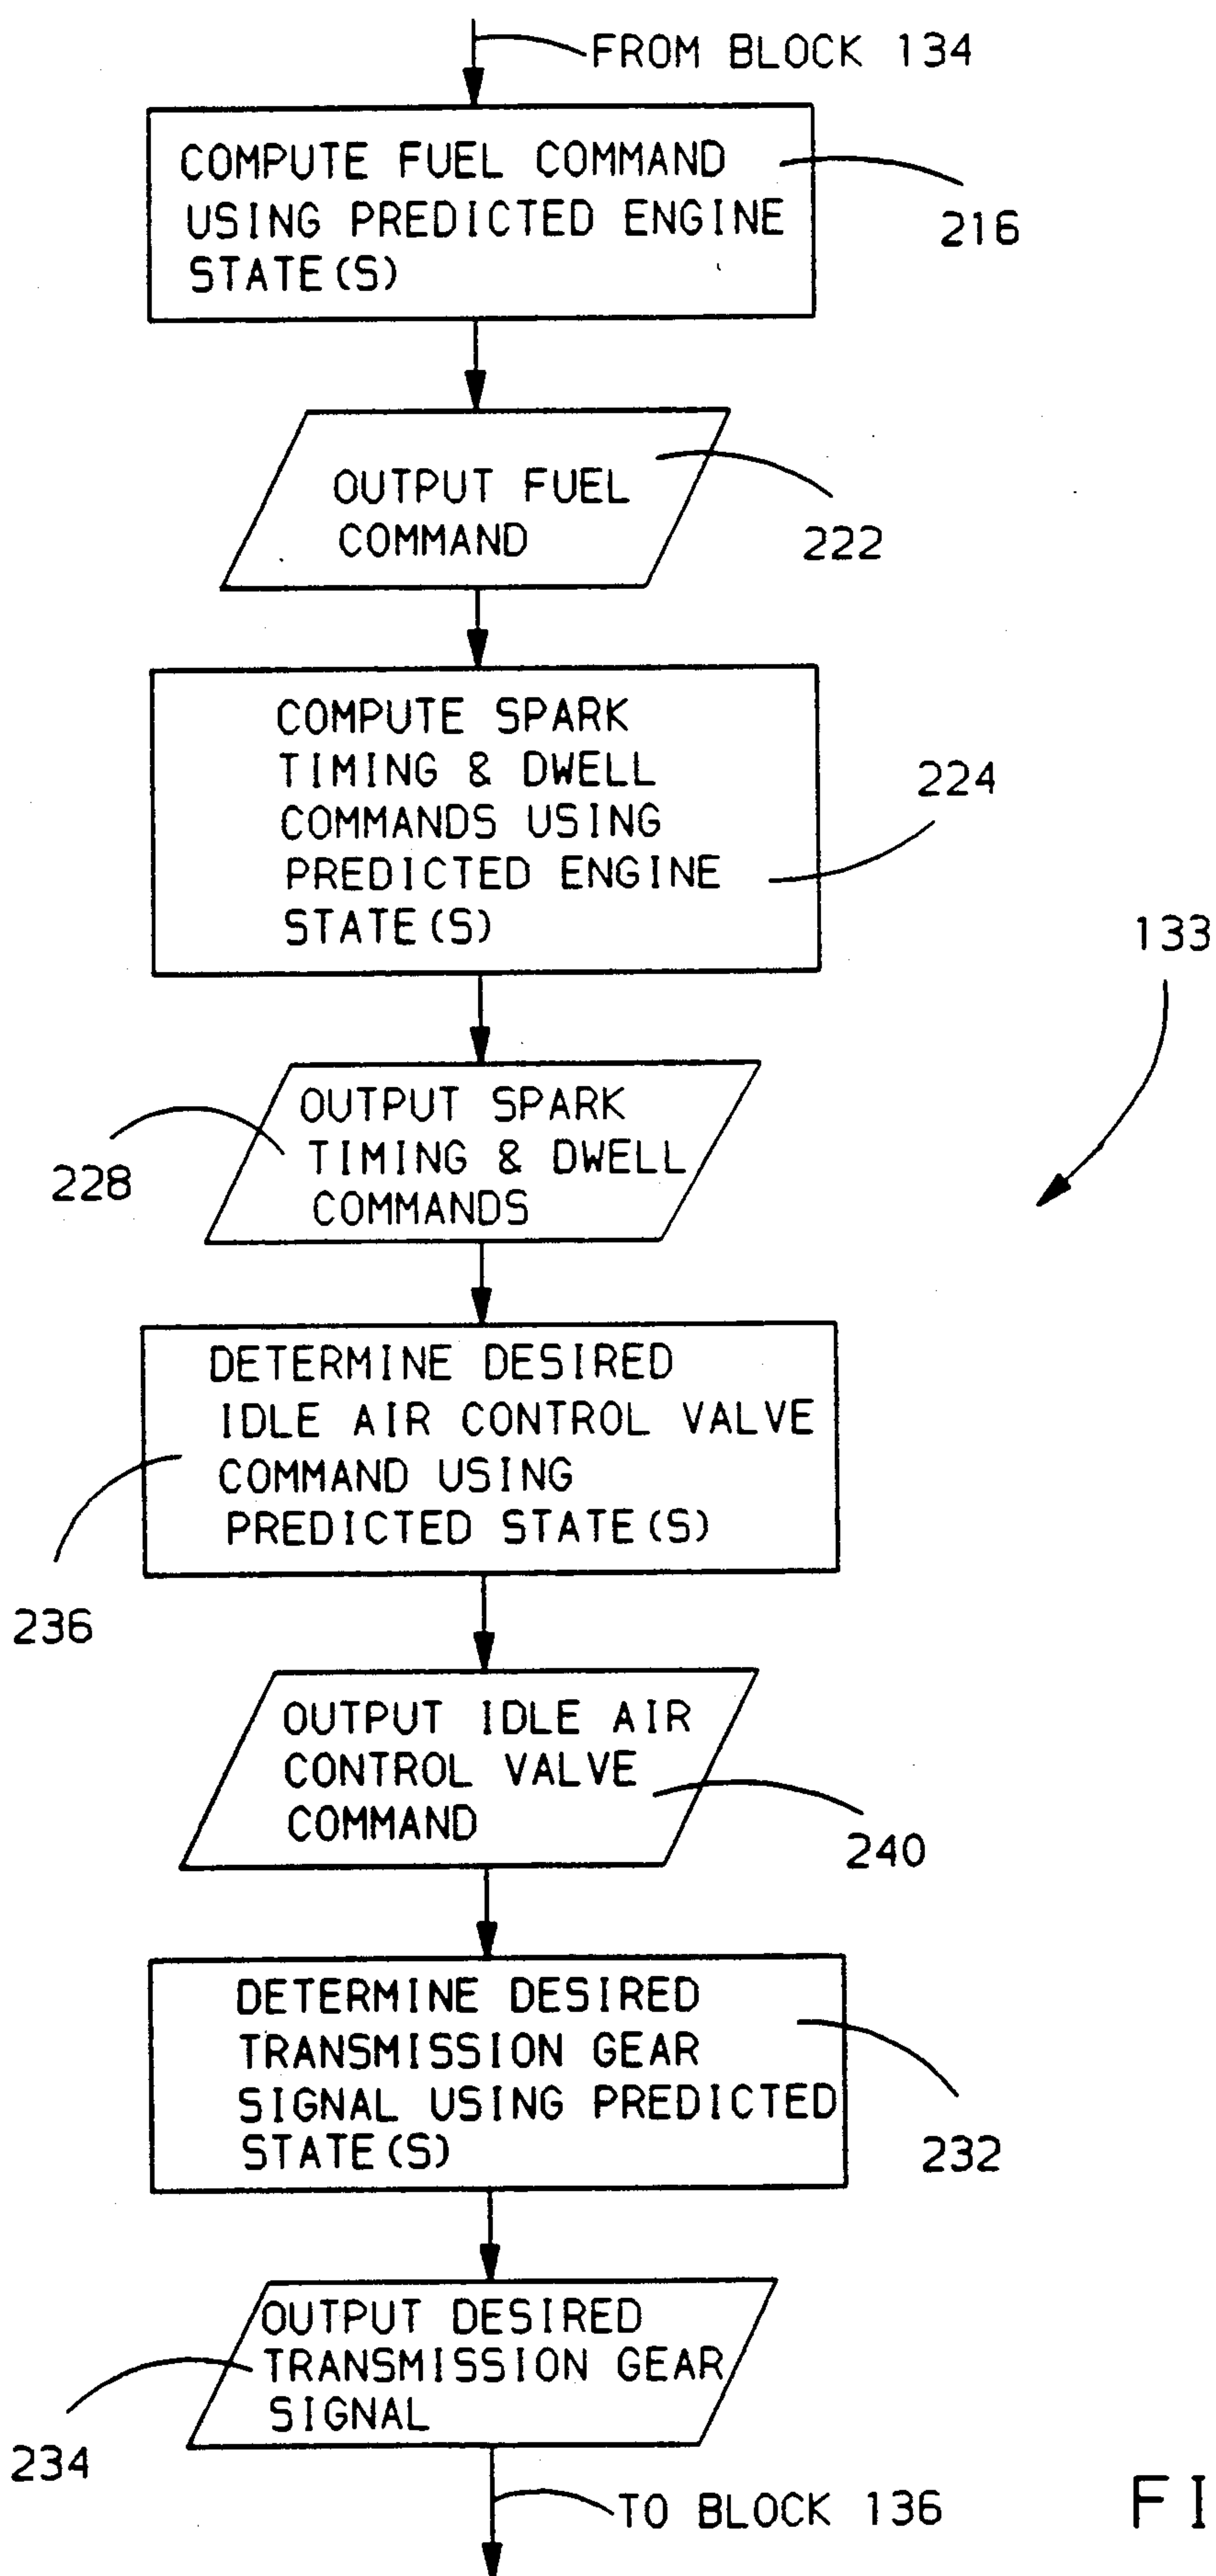 FROM BLOCK 134
COMPUTE FUEL COMMAND
USING PREDICTED ENGINE
STATE(S)
216
OUTPUT FUEL
COMMAND
222
COMPUTE SPARK
TIMING & DWELL
COMMANDS USING
PREDICTED ENGINE
STATE(S)
224
133
OUTPUT SPARK
TIMING & DWELL
COMMANDS
228
DETERMINE DESIRED
IDLE AIR CONTROL VALVE
COMMAND USING
PREDICTED STATE(S)
236
OUTPUT IDLE AIR
CONTROL VALVE
COMMAND
240
DETERMINE DESIRED
TRANSMISSION GEAR
SIGNAL USING PREDICTED
STATE(S)
232
OUTPUT DESIRED
TRANSMISSION GEAR
SIGNAL
234
TO BLOCK 136
FI